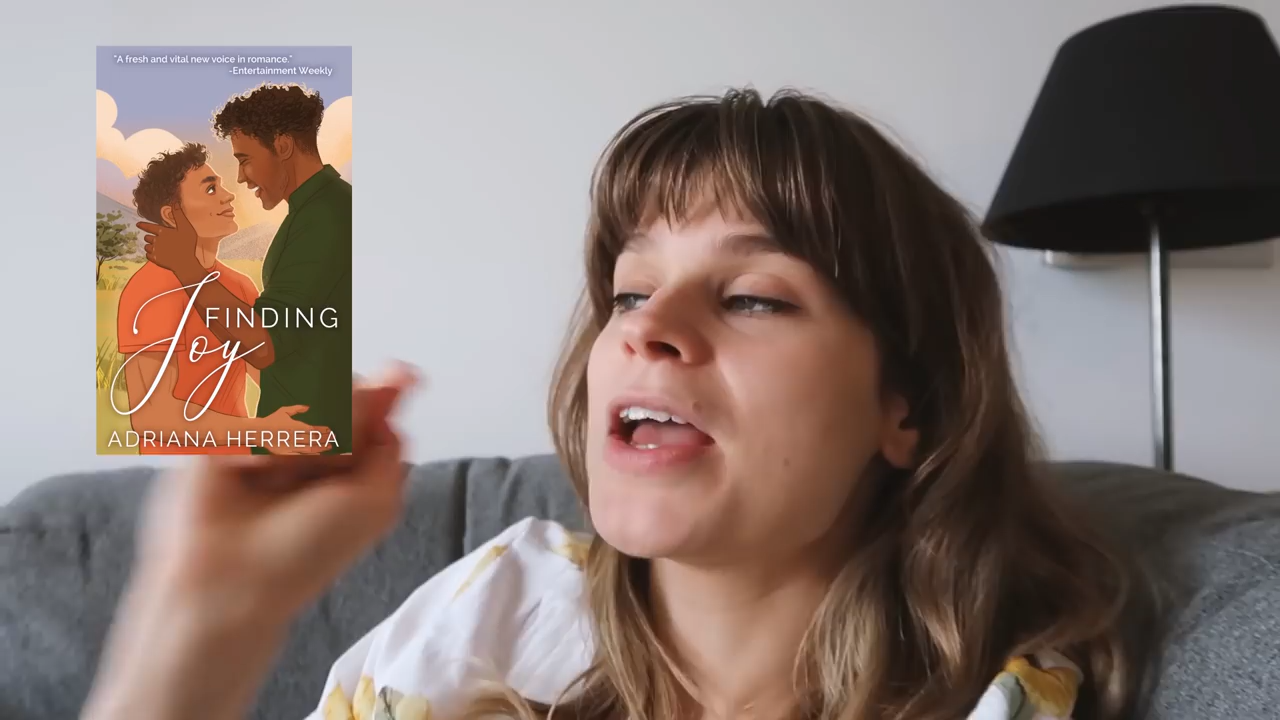 "A fresh and vital new voice in romance."
-Entertainment Weekly
FINDING
Joy
ADRIANA HERRERA